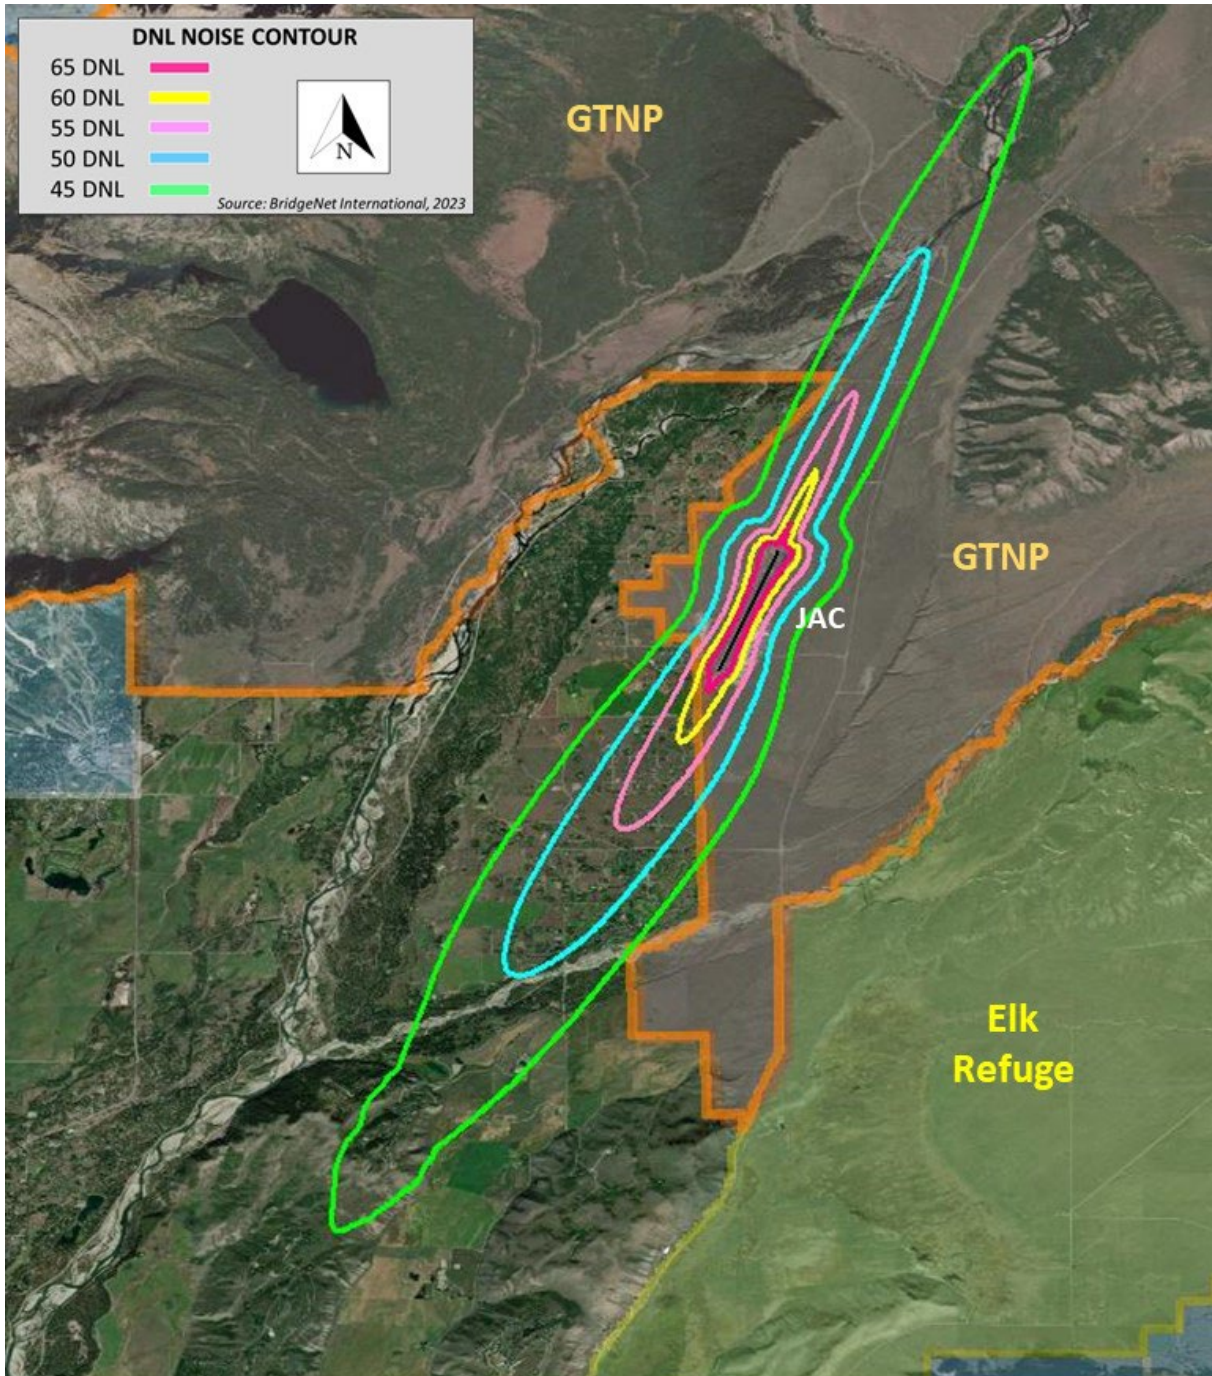 DNL NOISE CONTOUR
65 DNL
60 DNL
55 DNL
50 DNL
45 DNL
N
Source: BridgeNet International, 2023
GTNP
GTNP
JAC
Elk
Refuge